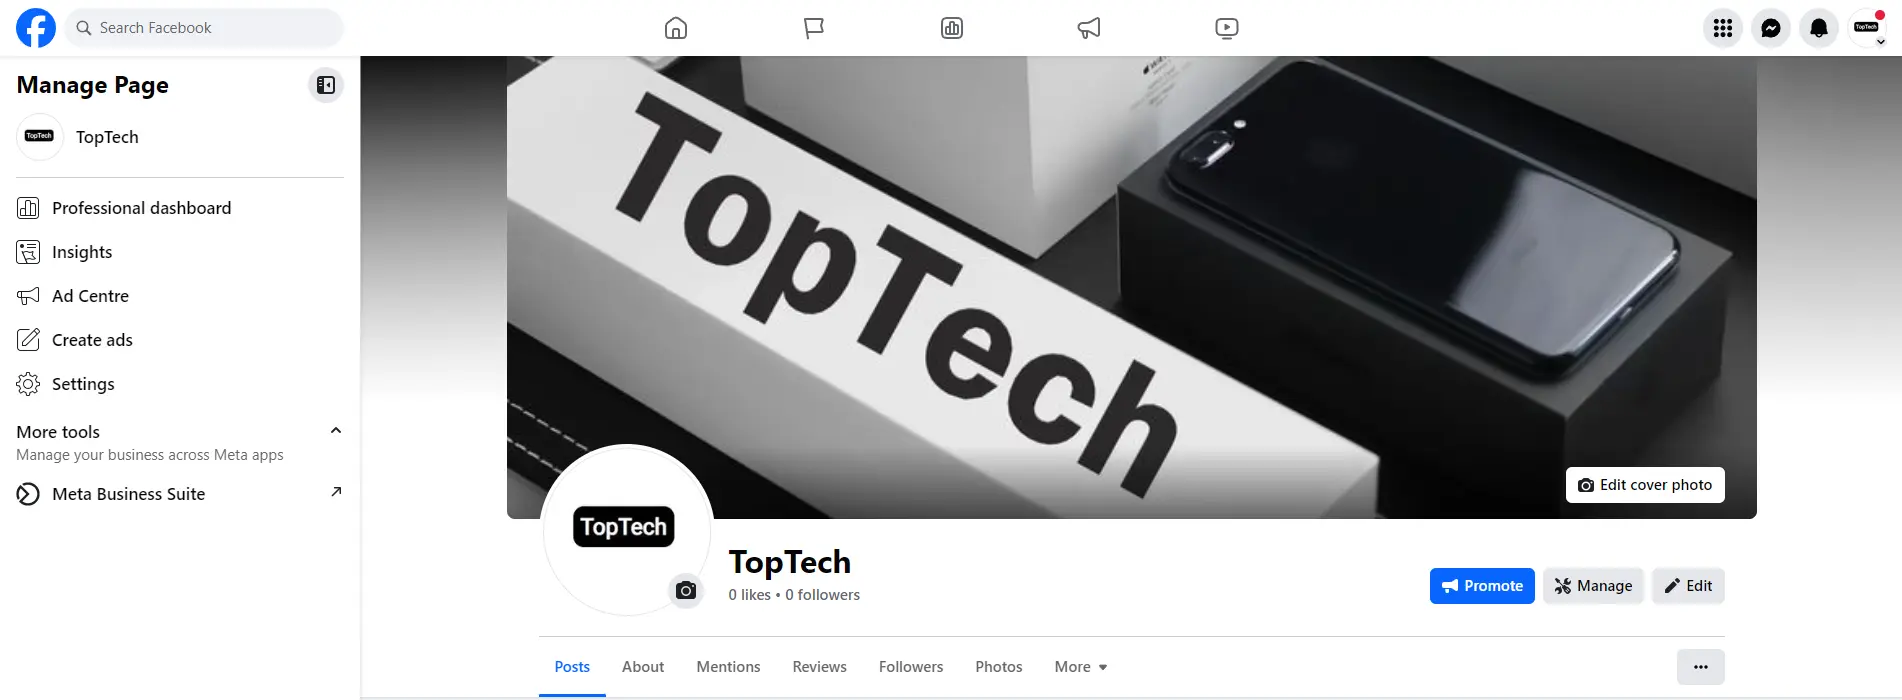 Search Facebook
TopTech
Manage Page
TopTech
TopTech
Professional dashboard
Insights
Ad Centre
Create ads
Settings
More tools
Manage your business across Meta apps
Meta Business Suite
TopTech
Edit cover photo
TopTech
TopTech
0 likes • 0 followers
Promote
Manage
Edit
Posts
About
Mentions
Reviews
Followers
Photos
More